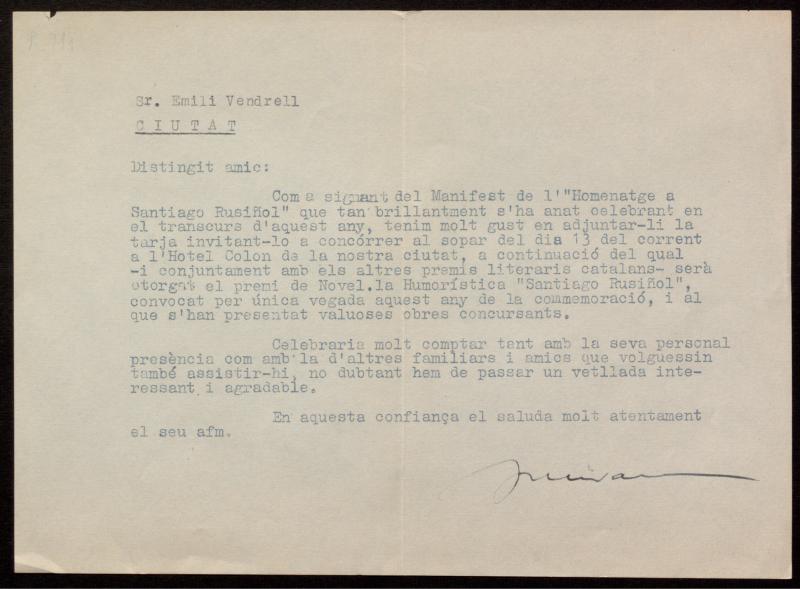 Sr. Emili Vendrell
CIUTAT
Distingit amic:
Com a signant del Manifest de l'"Homenatge a
Santiago Rusiñol" que tan brillantment s'ha anat celebrant en
el transcurs d'aquest any, tenim molt gust en adjuntar-li la
tarja invitant-lo a concórrer al sopar del dia 13 del corrent
a l'Hotel Colon de la nostra ciutat, a continuació del qual
-i conjuntament amb els altres premis literaris catalans- serà
otorgat el premi de Novel.la Humorística "Santiago Rusiñol",
convocat per única vegada aquest any de la commemoració, i al
que s'han presentat valuoses obres concursants.
Celebraria molt comptar tant amb la seva personal
presència com amb la d'altres familiars i amics que volguessin
també assistir-hi, no dubtant hem de passar un vetllada inte-
ressant i agradable.
En aquesta confiança el saluda molt atentament
el seu afm.